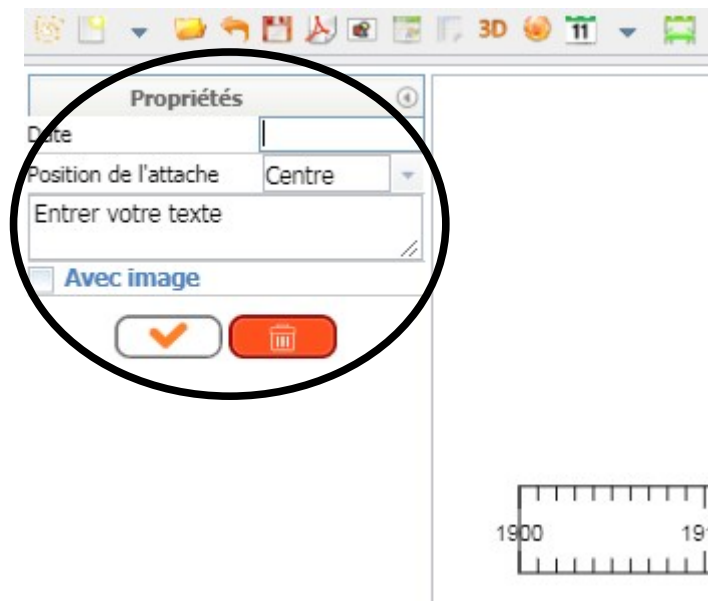 3D 11
Propriétés
Date
Position de l'attache Centre
Entrer votre texte
Avec image
1900